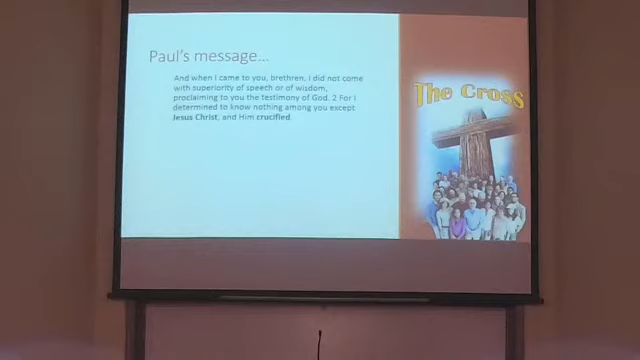 Paul's message...
And when I came to you, brethren, I did not come
with superiority of speech or of wisdom,
proclaiming to you the testimony of God. 2 For I
determined to know nothing among you except
Jesus Christ, and Him crucified.
The Cross